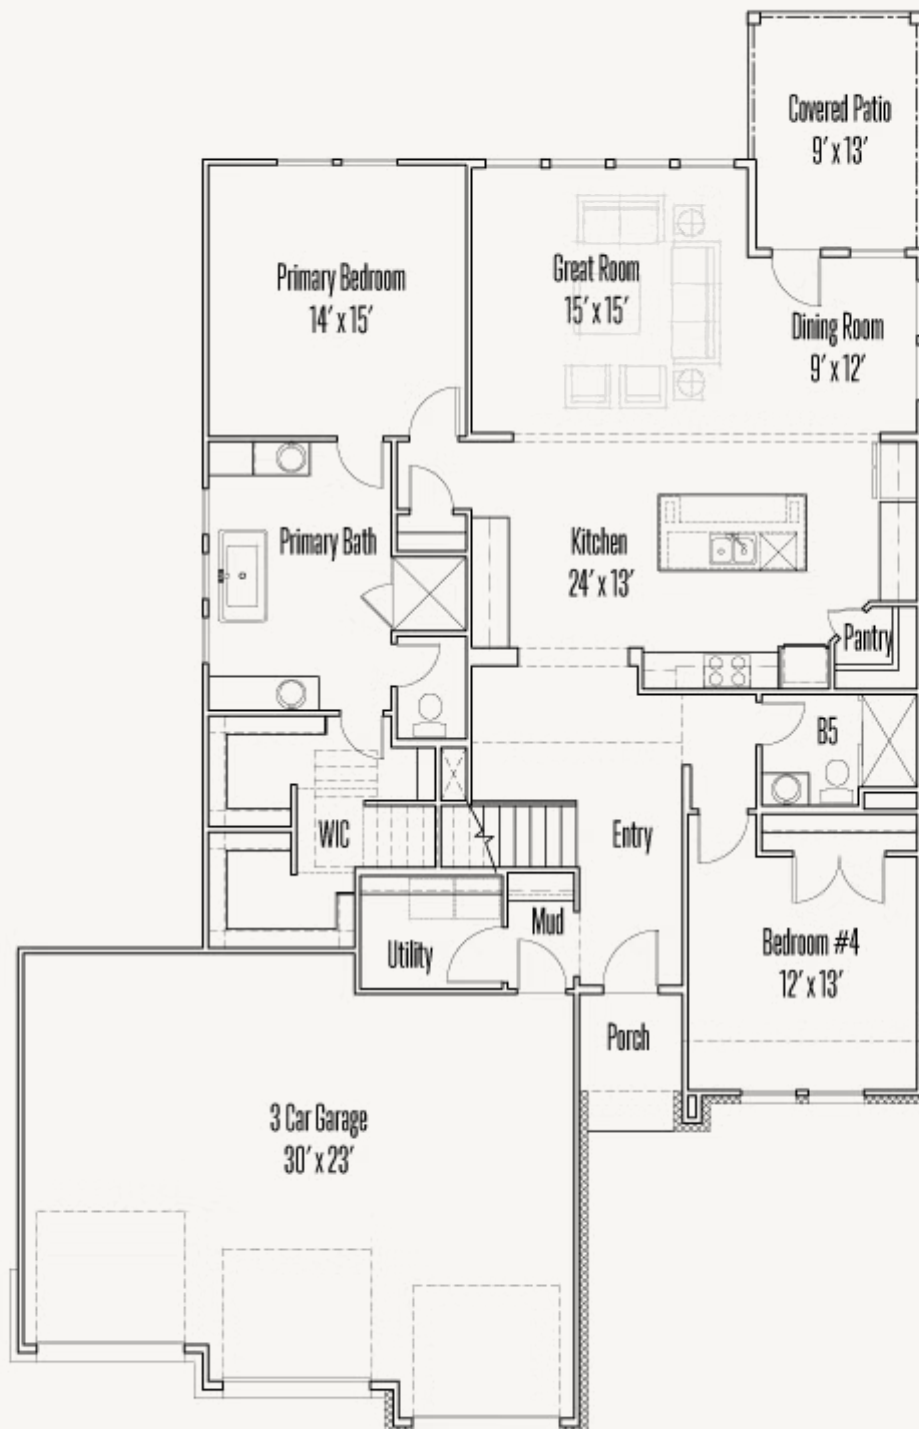 Covered Patio
9' x 13'
Primary Bedroom
14' x 15'
Great Room
15' x 15'
Dining Room
9' x 12'
Primary Bath
Kitchen
24' x 13'
Pantry
B5
WIC
Entry
Mud
Utility
Bedroom #4
12' x 13'
Porch
3 Car Garage
30' x 23'